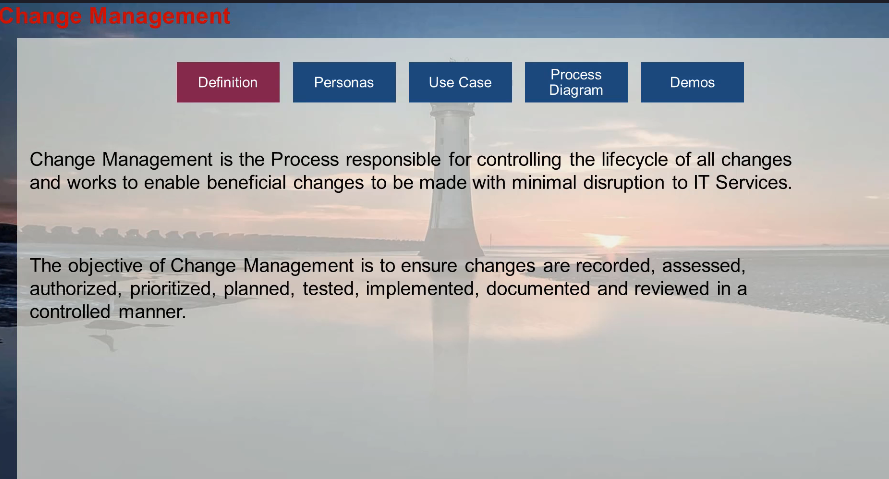 Change Management
Definition
Personas
Use Case
Process
Diagram
Demos
Change Management is the Process responsible for controlling the lifecycle of all changes
and works to enable beneficial changes to be made with minimal disruption to IT Services.
The objective of Change Management is to ensure changes are recorded, assessed,
authorized, prioritized, planned, tested, implemented, documented and reviewed in a
controlled manner.